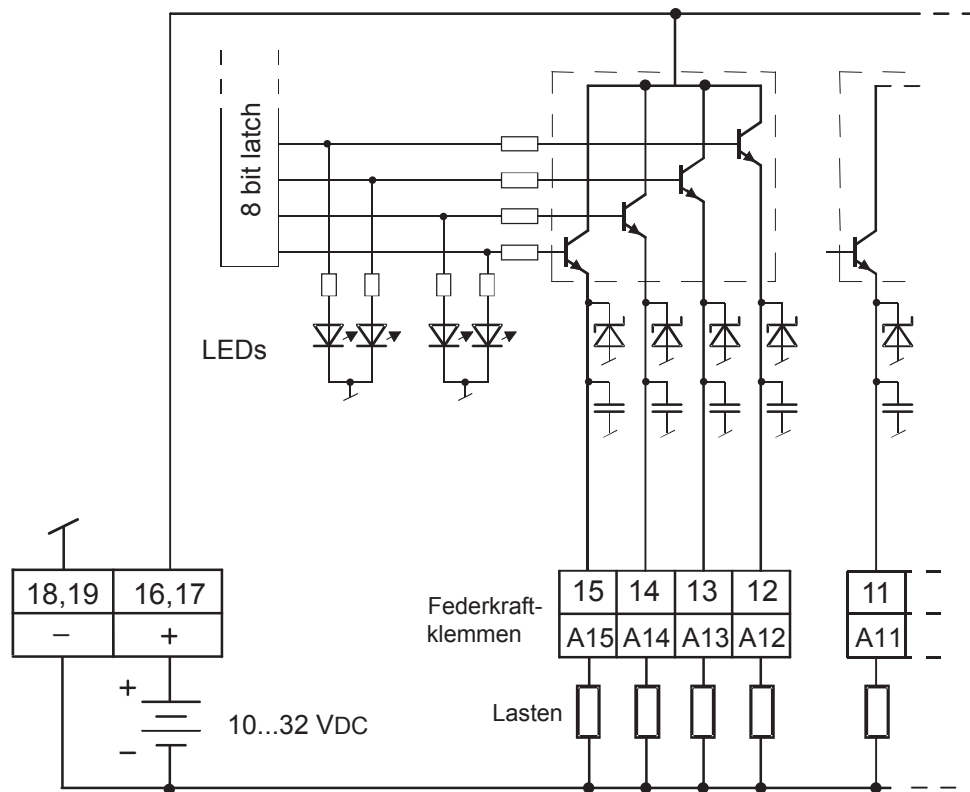 8 bit latch
LEDs
18,19 16,17
– +
+
–
10...32 VDC
Federkraft-
klemmen
15 14 13 12 11
A15 A14 A13 A12 A11
Lasten